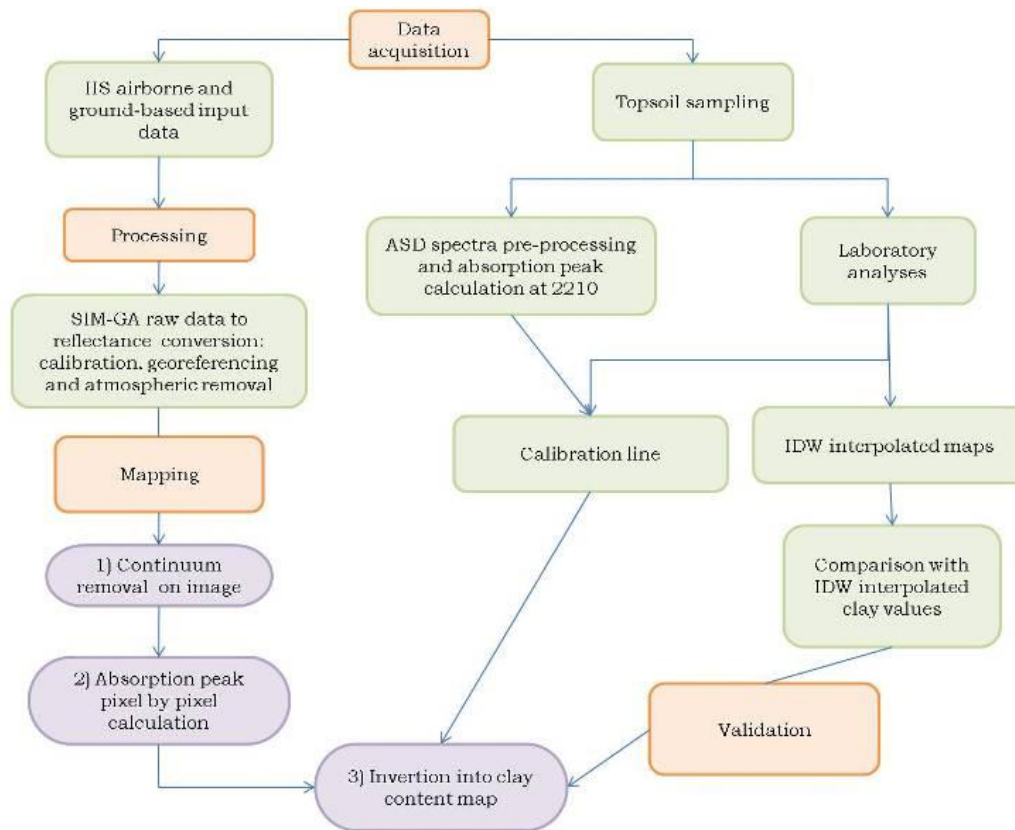 Data
acquisition
IIS airborne and
ground-based input
data
Topsoil sampling
Processing
ASD spectra pre-processing
and absorption peak
calculation at 2210
Laboratory
analyses
SIM-GA raw data to
reflectance conversion:
calibration, georeferencing
and atmospheric removal
Mapping
Calibration line
IDW interpolated maps
1) Continuum
removal on image
Comparison with
IDW interpolated
clay values
2) Absorption peak
pixel by pixel
calculation
Validation
3) Invertion into clay
content map